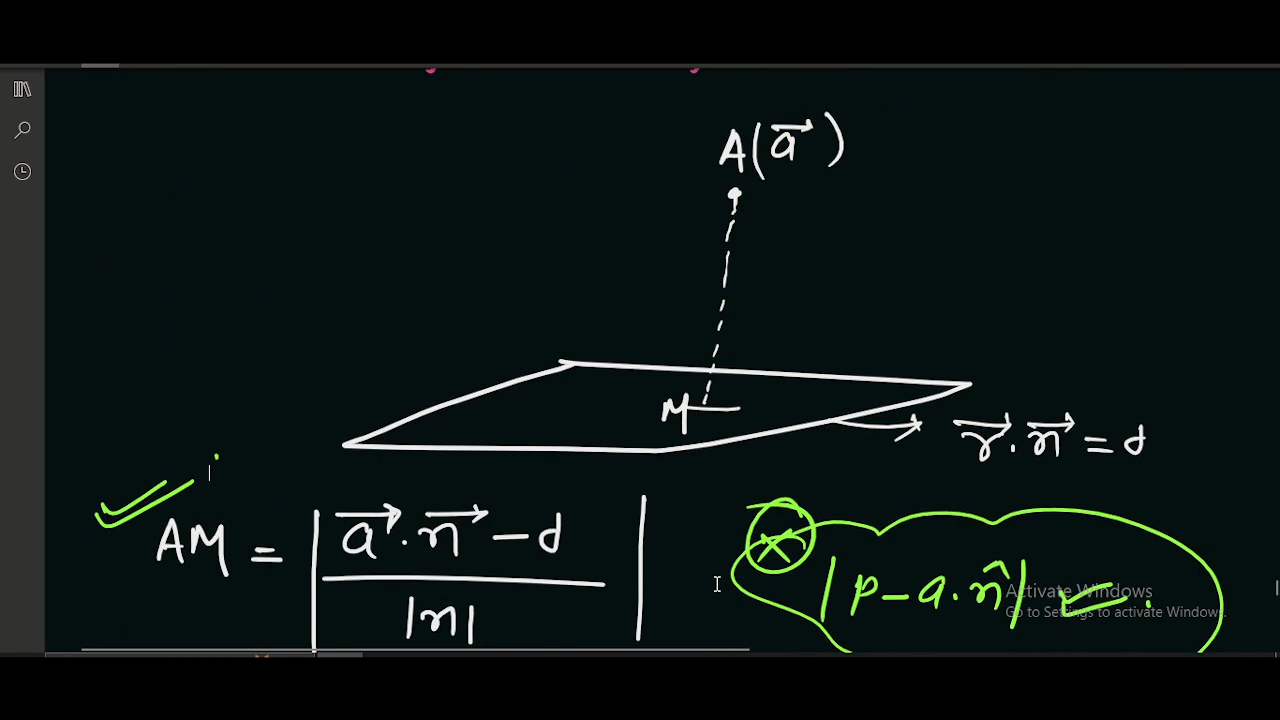 A(a⃗)
M
r⃗ . n⃗ = d
AM = | (a⃗ . n⃗ – d) / |n| |
|p – a . n̂|
Activate Windows
Go to Settings to activate Windows.